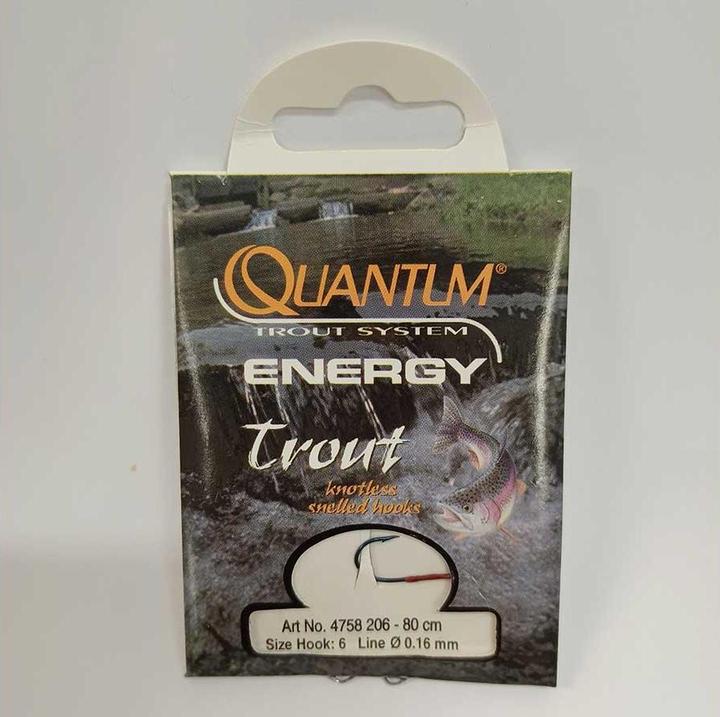 QUANTUM®
TROUT SYSTEM
ENERGY
Trout
knotless
snelled hooks
Art No. 4758 206 - 80 cm
Size Hook: 6 Line Ø 0.16 mm